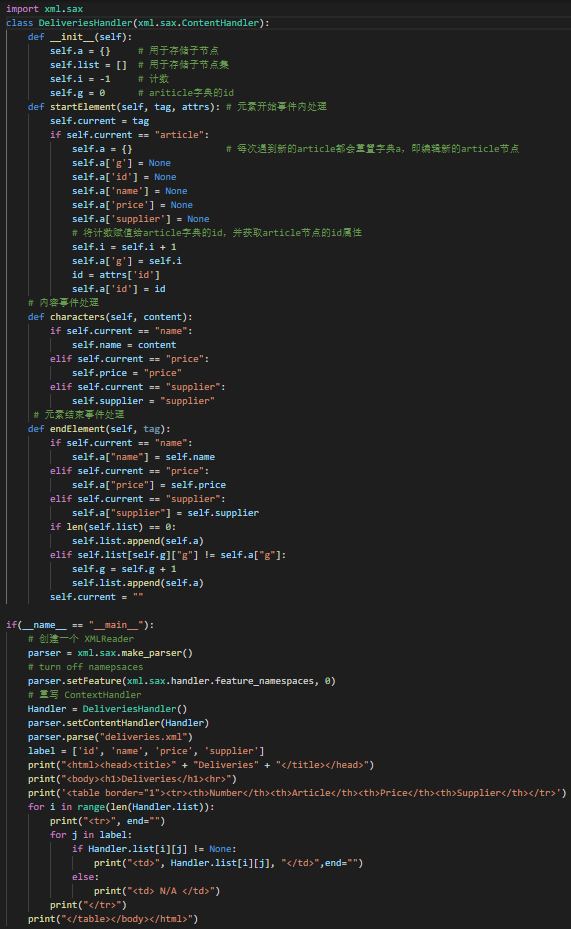 import xml.sax
class DeliveriesHandler(xml.sax.ContentHandler):
    def __init__(self):
        self.a = {}     # 用于存储子节点
        self.list = []  # 用于存储子节点集
        self.i = -1     # 计数
        self.g = 0      # ariticle字典的id
    def startElement(self, tag, attrs): # 元素开始事件内处理
        self.current = tag
        if self.current == "article":
            self.a = {}               # 每次遇到新的article都会重置字典a，即编辑新的article节点
            self.a['g'] = None
            self.a['id'] = None
            self.a['name'] = None
            self.a['price'] = None
            self.a['supplier'] = None
            # 将计数赋值给article字典的id，并获取article节点的id属性
            self.i = self.i + 1
            self.a['g'] = self.i
            id = attrs['id']
            self.a['id'] = id
    # 内容事件处理
    def characters(self, content):
        if self.current == "name":
            self.name = content
        elif self.current == "price":
            self.price = "price"
        elif self.current == "supplier":
            self.supplier = "supplier"
     # 元素结束事件处理
    def endElement(self, tag):
        if self.current == "name":
            self.a["name"] = self.name
        elif self.current == "price":
            self.a["price"] = self.price
        elif self.current == "supplier":
            self.a["supplier"] = self.supplier
        if len(self.list) == 0:
            self.list.append(self.a)
        elif self.list[self.g]["g"] != self.a["g"]:
            self.g = self.g + 1
            self.list.append(self.a)
        self.current = ""

if(__name__ == "__main__"):
    # 创建一个 XMLReader
    parser = xml.sax.make_parser()
    # turn off namepsaces
    parser.setFeature(xml.sax.handler.feature_namespaces, 0)
    # 重写 ContextHandler
    Handler = DeliveriesHandler()
    parser.setContentHandler(Handler)
    parser.parse("deliveries.xml")
    label = ['id', 'name', 'price', 'supplier']
    print("<html><head><title>" + "Deliveries" + "</title></head>")
    print("<body><h1>Deliveries</h1><hr>")
    print('<table border="1"><tr><th>Number</th><th>Article</th><th>Price</th><th>Supplier</th></tr>')
    for i in range(len(Handler.list)):
        print("<tr>", end="")
        for j in label:
            if Handler.list[i][j] != None:
                print("<td>", Handler.list[i][j], "</td>",end="")
            else:
                print("<td> N/A </td>")
        print("</tr>")
    print("</table></body></html>")